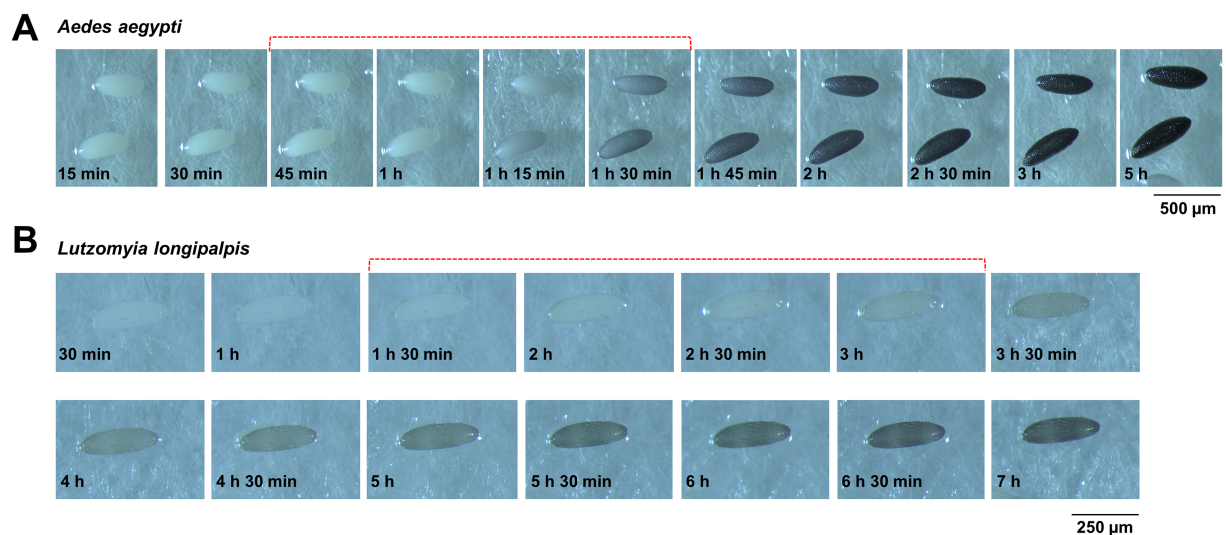 A
Aedes aegypti
15 min
30 min
45 min
1 h
1 h 15 min
1 h 30 min
1 h 45 min
2 h
2 h 30 min
3 h
5 h
500 µm
B
Lutzomyia longipalpis
30 min
1 h
1 h 30 min
2 h
2 h 30 min
3 h
3 h 30 min
4 h
4 h 30 min
5 h
5 h 30 min
6 h
6 h 30 min
7 h
250 µm